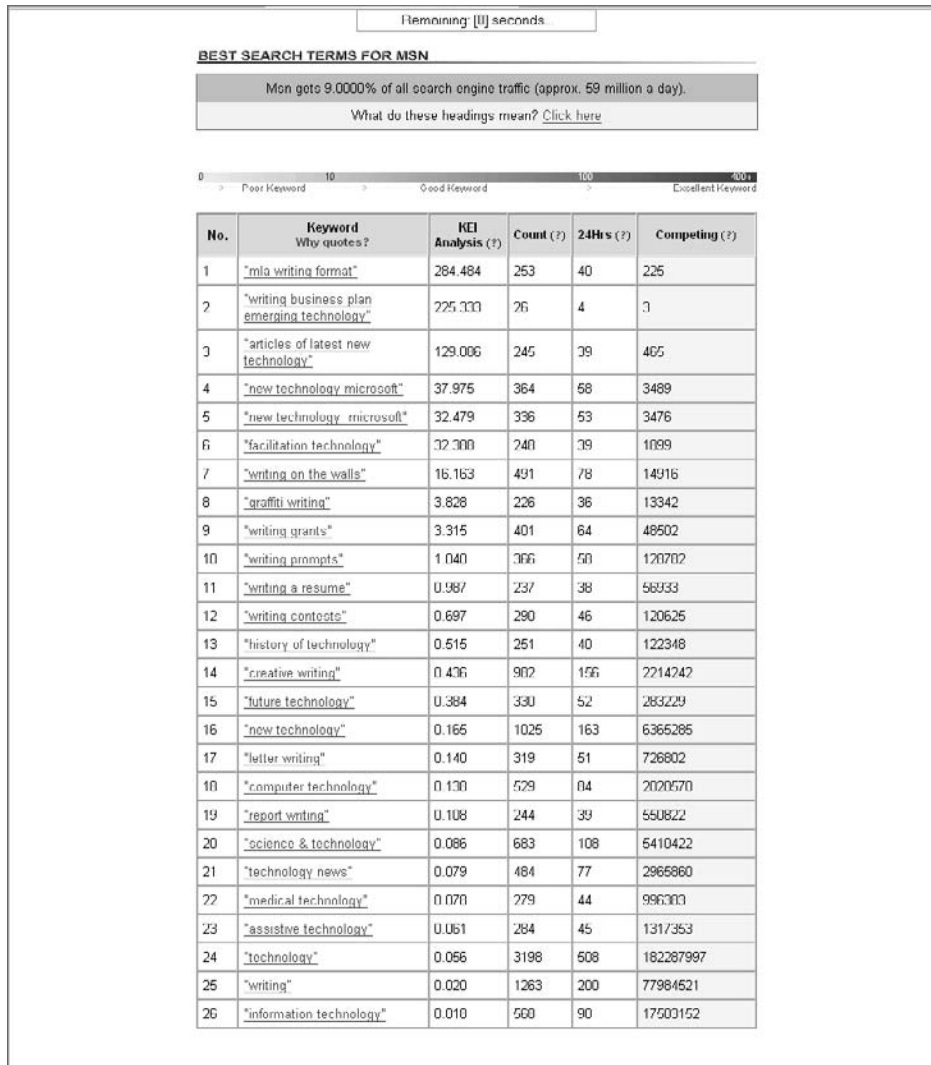 Remaining: [0] seconds...
BEST SEARCH TERMS FOR MSN
Msn gets 9.0000% of all search engine traffic (approx. 59 million a day).
What do these headings mean? Click here
0 10 100 400+
> Poor Keyword > Good Keyword > Excellent Keyword
No. Keyword Why quotes? KEI Analysis (?) Count (?) 24Hrs (?) Competing (?)
1 "mla writing format" 284.484 253 40 225
2 "writing business plan emerging technology" 225.333 26 4 3
3 "articles of latest new technology" 129.086 245 39 465
4 "new technology microsoft" 37.975 364 58 3489
5 "new technology microsoft" 32.479 336 53 3476
6 "facilitation technology" 32.388 248 39 1899
7 "writing on the walls" 16.163 491 78 14916
8 "graffiti writing" 3.828 226 36 13342
9 "writing grants" 3.315 401 64 48502
10 "writing prompts" 1.040 366 58 128782
11 "writing a resume" 0.987 237 38 56933
12 "writing contests" 0.697 290 46 120625
13 "history of technology" 0.515 251 40 122348
14 "creative writing" 0.436 982 156 2214242
15 "future technology" 0.384 330 52 283229
16 "new technology" 0.165 1025 163 6365285
17 "letter writing" 0.140 319 51 726802
18 "computer technology" 0.138 529 84 2028570
19 "report writing" 0.108 244 39 550822
20 "science & technology" 0.086 683 108 5410422
21 "technology news" 0.079 484 77 2965860
22 "medical technology" 0.078 279 44 996383
23 "assistive technology" 0.061 284 45 1317353
24 "technology" 0.056 3198 508 182287997
25 "writing" 0.020 1263 200 77984521
26 "information technology" 0.018 568 90 17503152